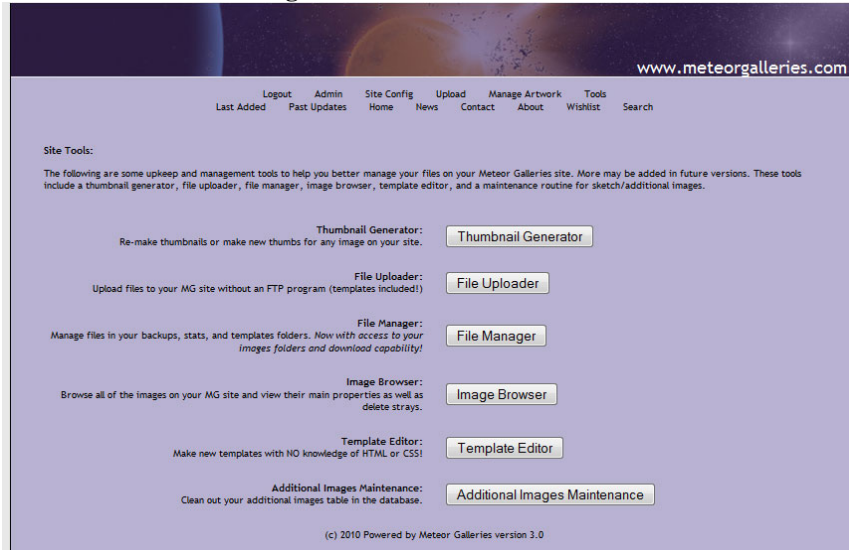 www.meteorgalleries.com
Logout Admin Site Config Upload Manage Artwork Tools
Last Added Past Updates Home News Contact About Wishlist Search
Site Tools:
The following are some upkeep and management tools to help you better manage your files on your Meteor Galleries site. More may be added in future versions. These tools
include a thumbnail generator, file uploader, file manager, image browser, template editor, and a maintenance routine for sketch/additional images.
Thumbnail Generator:
Re-make thumbnails or make new thumbs for any image on your site.
Thumbnail Generator
File Uploader:
Upload files to your MG site without an FTP program (templates included!)
File Uploader
File Manager:
Manage files in your backups, stats, and templates folders. Now with access to your
images folders and download capability!
File Manager
Image Browser:
Browse all of the images on your MG site and view their main properties as well as
delete strays.
Image Browser
Template Editor:
Make new templates with NO knowledge of HTML or CSS!
Template Editor
Additional Images Maintenance:
Clean out your additional images table in the database.
Additional Images Maintenance
(c) 2010 Powered by Meteor Galleries version 3.0